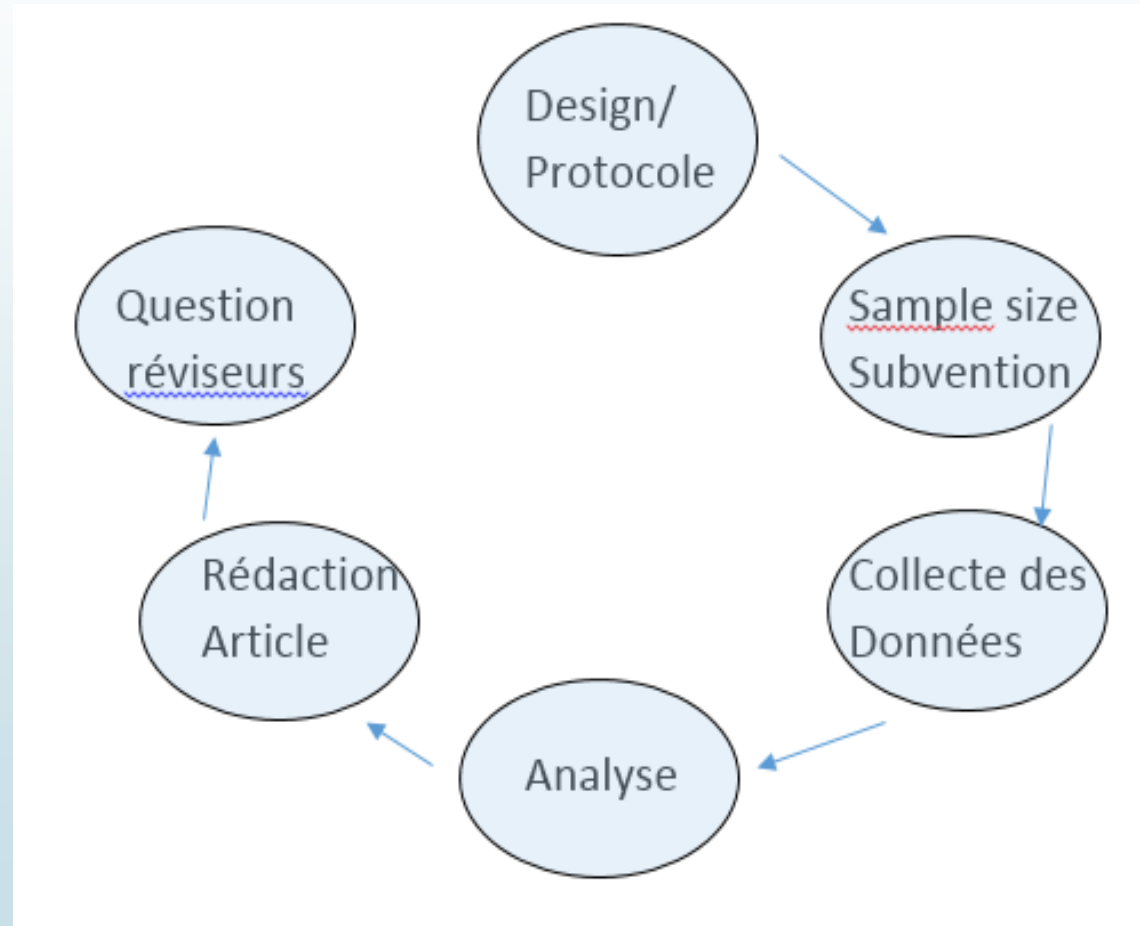 Design/
Protocole
Sample size
Subvention
Collecte des
Données
Analyse
Rédaction
Article
Question
réviseurs